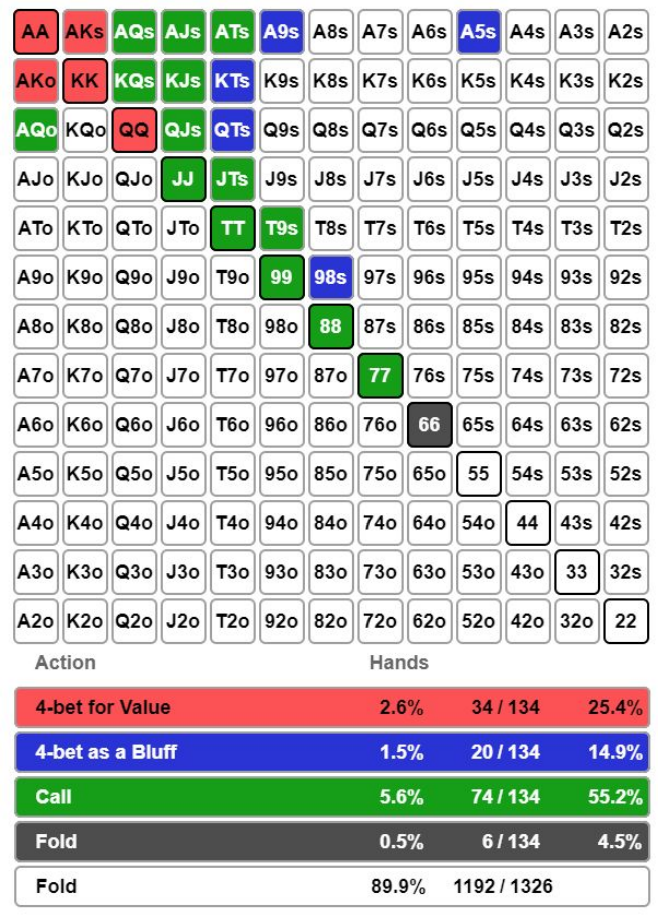 AA AKs AQs AJs ATs A9s A8s A7s A6s A5s A4s A3s A2s
AKo KK KQs KJs KTs K9s K8s K7s K6s K5s K4s K3s K2s
AQo KQo QQ QJs QTs Q9s Q8s Q7s Q6s Q5s Q4s Q3s Q2s
AJo KJo QJo JJ JTs J9s J8s J7s J6s J5s J4s J3s J2s
ATo KTo QTo JTo TT T9s T8s T7s T6s T5s T4s T3s T2s
A9o K9o Q9o J9o T9o 99 98s 97s 96s 95s 94s 93s 92s
A8o K8o Q8o J8o T8o 98o 88 87s 86s 85s 84s 83s 82s
A7o K7o Q7o J7o T7o 97o 87o 77 76s 75s 74s 73s 72s
A6o K6o Q6o J6o T6o 96o 86o 76o 66 65s 64s 63s 62s
A5o K5o Q5o J5o T5o 95o 85o 75o 65o 55 54s 53s 52s
A4o K4o Q4o J4o T4o 94o 84o 74o 64o 54o 44 43s 42s
A3o K3o Q3o J3o T3o 93o 83o 73o 63o 53o 43o 33 32s
A2o K2o Q2o J2o T2o 92o 82o 72o 62o 52o 42o 32o 22
Action Hands
4-bet for Value 2.6% 34 / 134 25.4%
4-bet as a Bluff 1.5% 20 / 134 14.9%
Call 5.6% 74 / 134 55.2%
Fold 0.5% 6 / 134 4.5%
Fold 89.9% 1192 / 1326